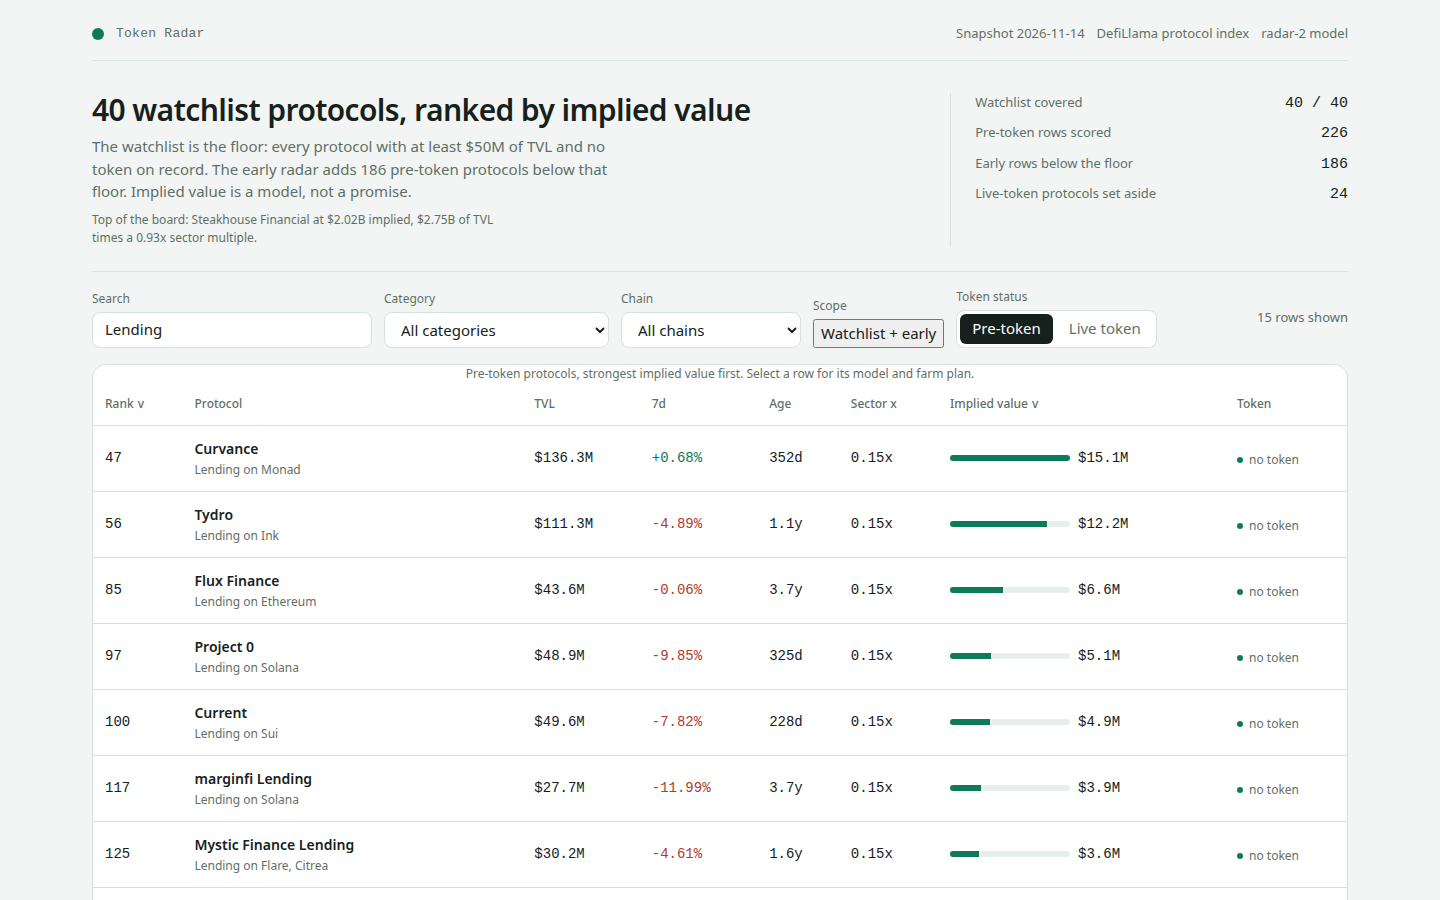 Token Radar
Snapshot 2026-11-14 DefiLlama protocol index radar-2 model
40 watchlist protocols, ranked by implied value
The watchlist is the floor: every protocol with at least $50M of TVL and no
token on record. The early radar adds 186 pre-token protocols below that
floor. Implied value is a model, not a promise.
Top of the board: Steakhouse Financial at $2.02B implied, $2.75B of TVL
times a 0.93x sector multiple.
Watchlist covered 40 / 40
Pre-token rows scored 226
Early rows below the floor 186
Live-token protocols set aside 24
Search Category Chain Scope Token status
Lending All categories All chains Watchlist + early Pre-token Live token 15 rows shown
Pre-token protocols, strongest implied value first. Select a row for its model and farm plan.
Rank v Protocol TVL 7d Age Sector x Implied value v Token
47 Curvance $136.3M +0.68% 352d 0.15x $15.1M no token
Lending on Monad
56 Tydro $111.3M -4.89% 1.1y 0.15x $12.2M no token
Lending on Ink
85 Flux Finance $43.6M -0.06% 3.7y 0.15x $6.6M no token
Lending on Ethereum
97 Project 0 $48.9M -9.85% 325d 0.15x $5.1M no token
Lending on Solana
100 Current $49.6M -7.82% 228d 0.15x $4.9M no token
Lending on Sui
117 marginfi Lending $27.7M -11.99% 3.7y 0.15x $3.9M no token
Lending on Solana
125 Mystic Finance Lending $30.2M -4.61% 1.6y 0.15x $3.6M no token
Lending on Flare, Citrea